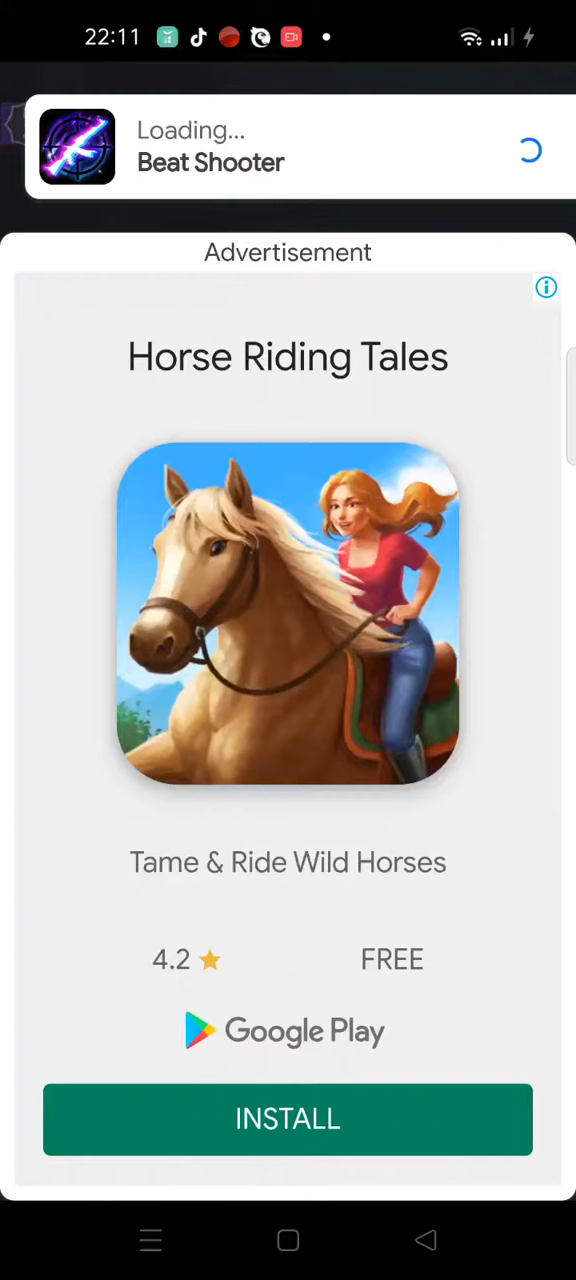 22:11
Loading...
Beat Shooter
Advertisement
Horse Riding Tales
Tame & Ride Wild Horses
4.2 FREE
Google Play
INSTALL